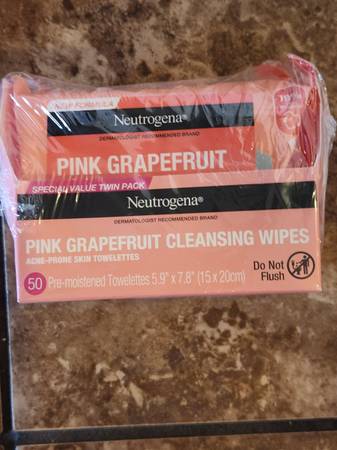 NEW FORMULA
Neutrogena®
DERMATOLOGIST RECOMMENDED BRAND
PINK GRAPEFRUIT
SPECIAL VALUE TWIN PACK
Neutrogena®
DERMATOLOGIST RECOMMENDED BRAND
PINK GRAPEFRUIT CLEANSING WIPES
ACNE-PRONE SKIN TOWELETTES
50 Pre-moistened Towelettes 5.9" x 7.8" (15 x 20cm)
Do Not
Flush